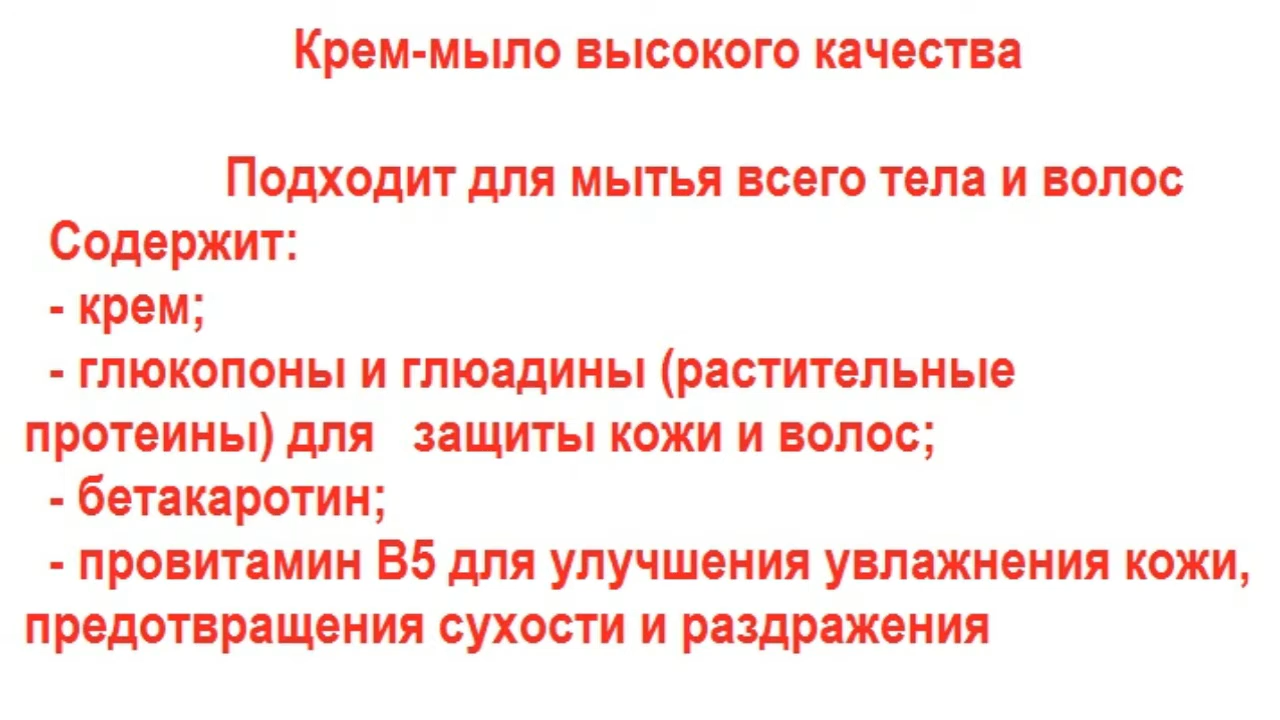 Крем-мыло высокого качества
Подходит для мытья всего тела и волос
Содержит:
- крем;
- глюкопоны и глюадины (растительные
протеины) для защиты кожи и волос;
- бетакаротин;
- провитамин В5 для улучшения увлажнения кожи,
предотвращения сухости и раздражения